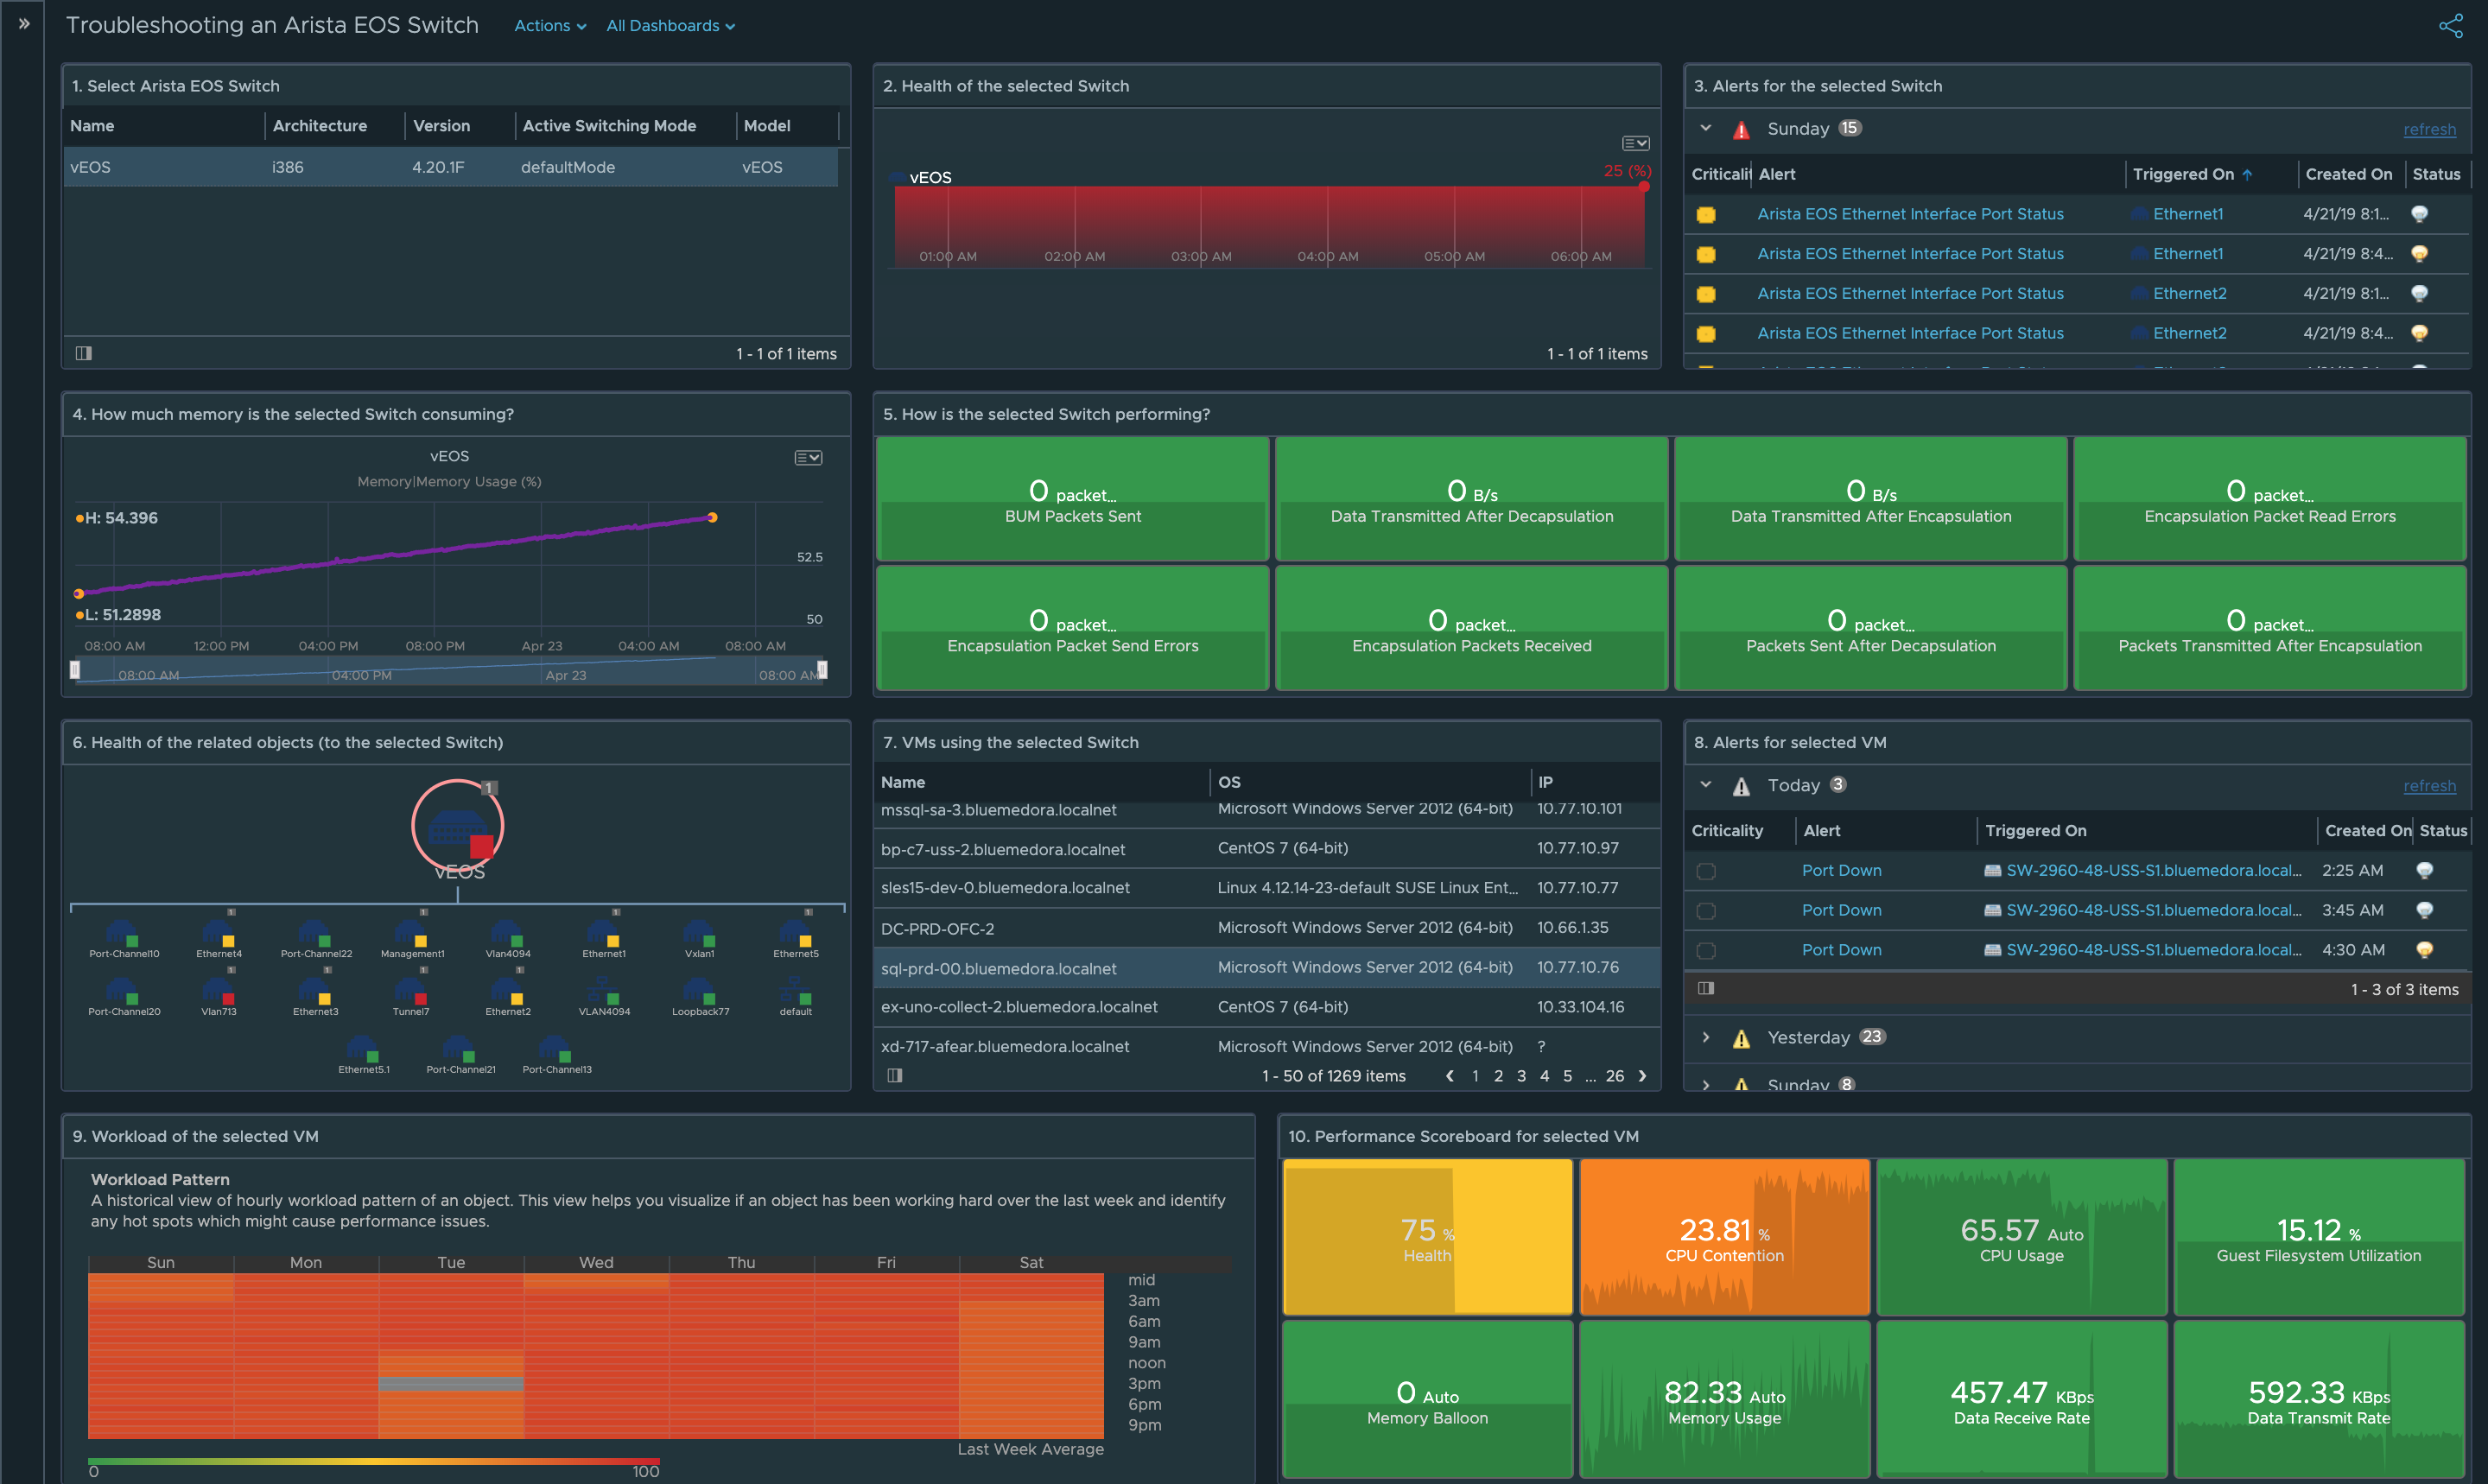 Troubleshooting an Arista EOS Switch Actions All Dashboards
1. Select Arista EOS Switch
Name Architecture Version Active Switching Mode Model
vEOS i386 4.20.1F defaultMode vEOS
1 - 1 of 1 items
2. Health of the selected Switch
25 (%)
vEOS
01:00 AM 02:00 AM 03:00 AM 04:00 AM 05:00 AM 06:00 AM
1 - 1 of 1 items
3. Alerts for the selected Switch
Sunday 15 refresh
Criticalit Alert Triggered On Created On Status
Arista EOS Ethernet Interface Port Status Ethernet1 4/21/19 8:1...
Arista EOS Ethernet Interface Port Status Ethernet1 4/21/19 8:4...
Arista EOS Ethernet Interface Port Status Ethernet2 4/21/19 8:1...
Arista EOS Ethernet Interface Port Status Ethernet2 4/21/19 8:4...
4. How much memory is the selected Switch consuming?
vEOS
Memory|Memory Usage (%)
H: 54.396
52.5
L: 51.2898
50
08:00 AM 12:00 PM 04:00 PM 08:00 PM Apr 23 04:00 AM 08:00 AM
08:00 AM 04:00 PM Apr 23 08:00 AM
5. How is the selected Switch performing?
0 packet... 0 B/s 0 B/s 0 packet...
BUM Packets Sent Data Transmitted After Decapsulation Data Transmitted After Encapsulation Encapsulation Packet Read Errors
0 packet... 0 packet... 0 packet... 0 packet...
Encapsulation Packet Send Errors Encapsulation Packets Received Packets Sent After Decapsulation Packets Transmitted After Encapsulation
6. Health of the related objects (to the selected Switch)
1
vEOS
1 1 1 1
Port-Channel10 Ethernet4 Port-Channel22 Management1 Vlan4094 Ethernet1 Vxlan1 Ethernet5
1 1 1 1
Port-Channel20 Vlan713 Ethernet3 Tunnel7 Ethernet2 VLAN4094 Loopback77 default
Ethernet5.1 Port-Channel21 Port-Channel13
7. VMs using the selected Switch
Name OS IP
mssql-sa-3.bluemedora.localnet Microsoft Windows Server 2012 (64-bit) 10.77.10.101
bp-c7-uss-2.bluemedora.localnet CentOS 7 (64-bit) 10.77.10.97
sles15-dev-0.bluemedora.localnet Linux 4.12.14-23-default SUSE Linux Ent... 10.77.10.77
DC-PRD-OFC-2 Microsoft Windows Server 2012 (64-bit) 10.66.1.35
sql-prd-00.bluemedora.localnet Microsoft Windows Server 2012 (64-bit) 10.77.10.76
ex-uno-collect-2.bluemedora.localnet CentOS 7 (64-bit) 10.33.104.16
xd-717-afear.bluemedora.localnet Microsoft Windows Server 2012 (64-bit) ?
1 - 50 of 1269 items 1 2 3 4 5 ... 26
8. Alerts for selected VM
Today 3 refresh
Criticality Alert Triggered On Created On Status
Port Down SW-2960-48-USS-S1.bluemedora.local... 2:25 AM
Port Down SW-2960-48-USS-S1.bluemedora.local... 3:45 AM
Port Down SW-2960-48-USS-S1.bluemedora.local... 4:30 AM
1 - 3 of 3 items
Yesterday 23
Sunday 8
9. Workload of the selected VM
Workload Pattern
A historical view of hourly workload pattern of an object. This view helps you visualize if an object has been working hard over the last week and identify
any hot spots which might cause performance issues.
Sun Mon Tue Wed Thu Fri Sat
mid
3am
6am
9am
noon
3pm
6pm
9pm
Last Week Average
0 100
10. Performance Scoreboard for selected VM
75 % 23.81 % 65.57 Auto 15.12 %
Health CPU Contention CPU Usage Guest Filesystem Utilization
0 Auto 82.33 Auto 457.47 KBps 592.33 KBps
Memory Balloon Memory Usage Data Receive Rate Data Transmit Rate